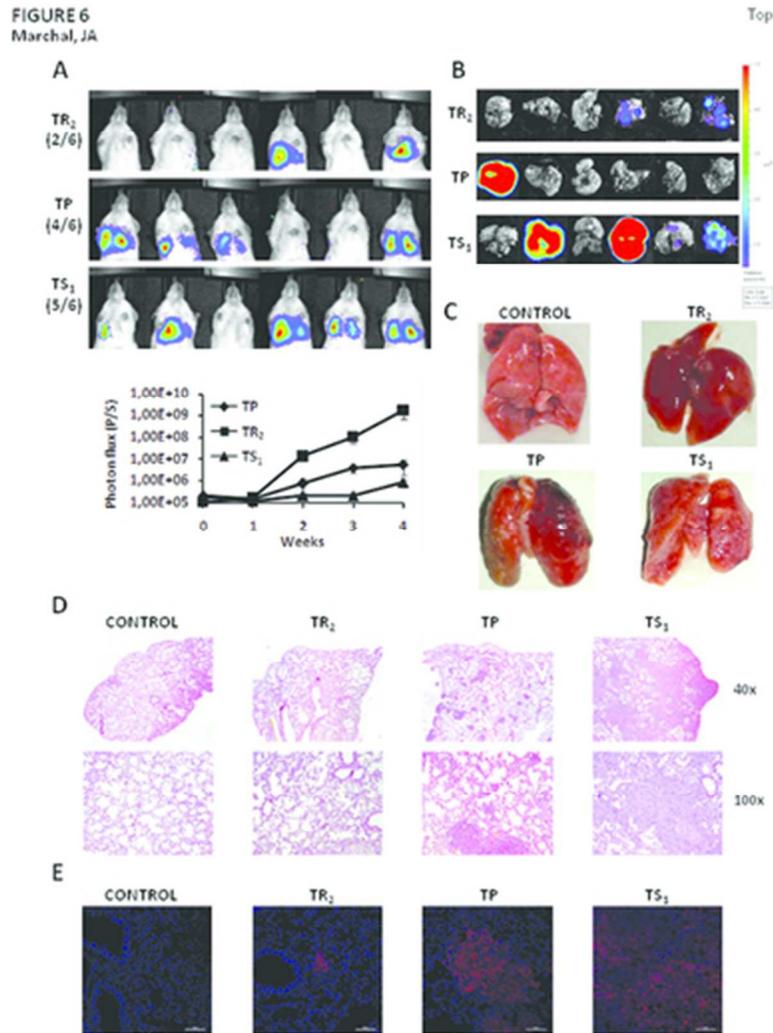 FIGURE 6
Marchal, JA
Top
A
TR2
(2/6)
TP
(4/6)
TS1
(5/6)
Photon flux (P/S)
1,00E+10
1,00E+09
1,00E+08
1,00E+07
1,00E+06
1,00E+05
TP
TR2
TS1
0 1 2 3 4
Weeks
B
TR2
TP
TS1
C
CONTROL TR2
TP TS1
D
CONTROL TR2 TP TS1
40x
100x
E
CONTROL TR2 TP TS1